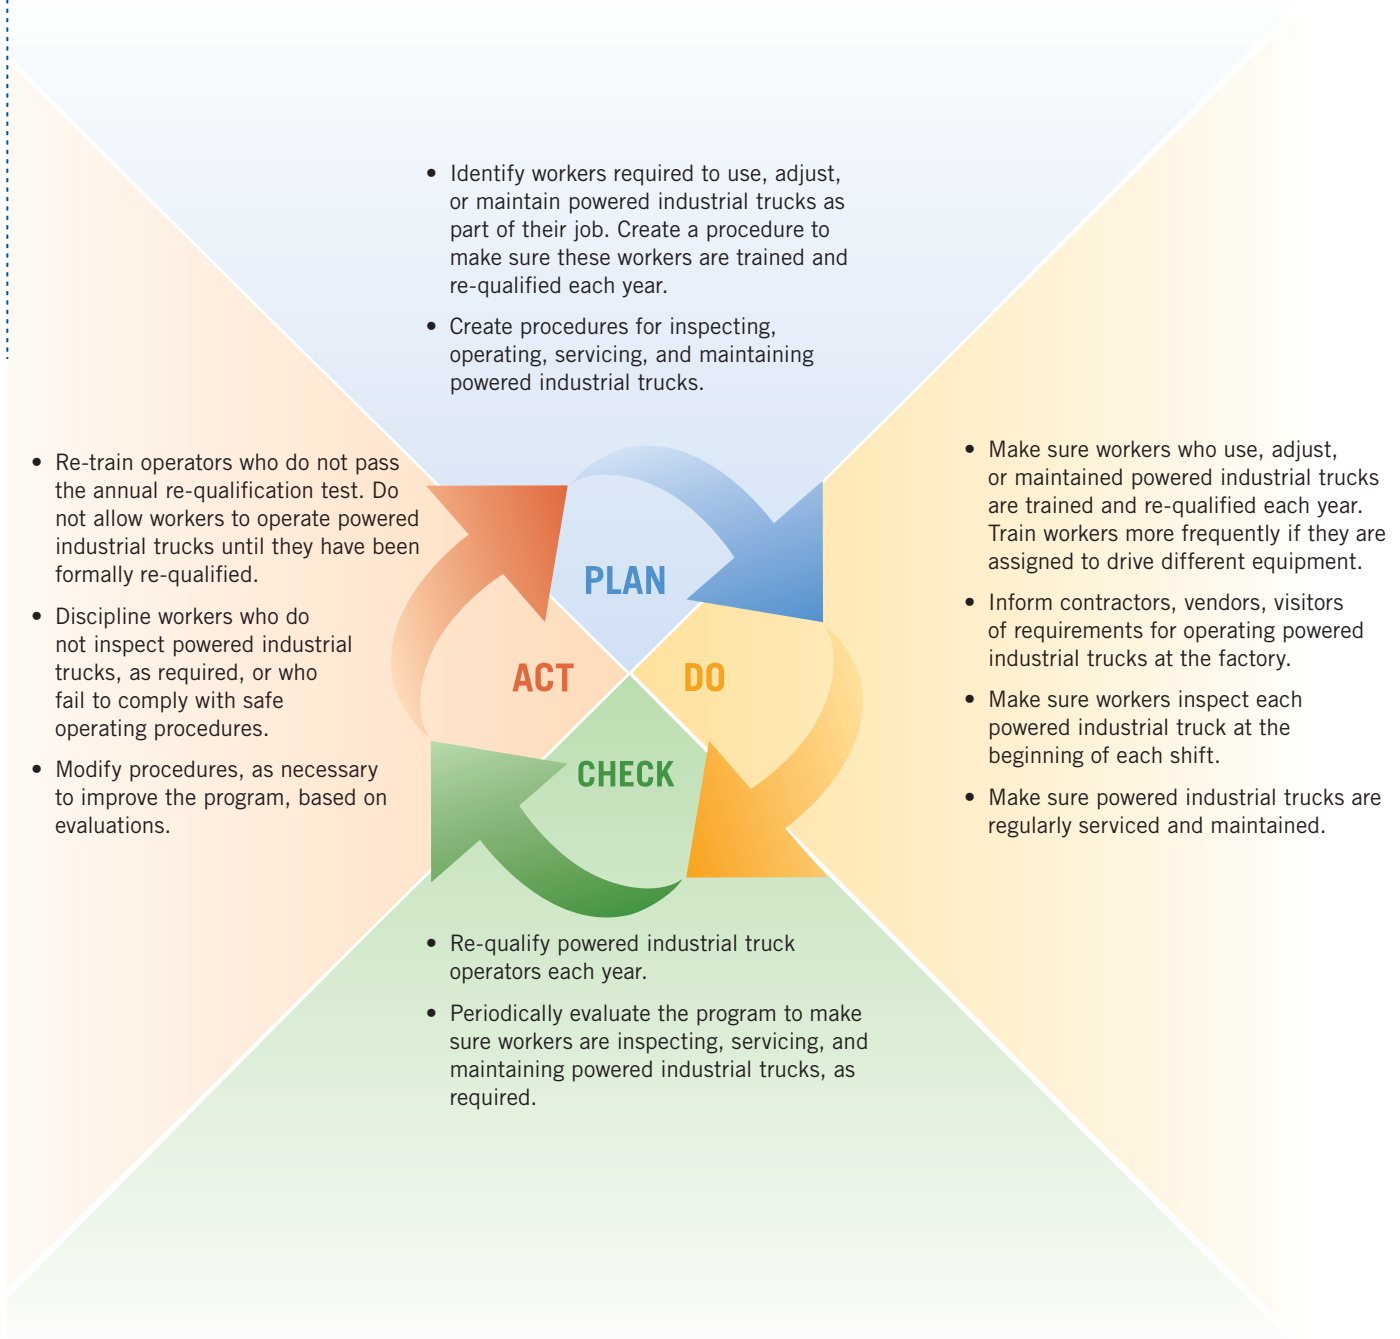 • Identify workers required to use, adjust,
or maintain powered industrial trucks as
part of their job. Create a procedure to
make sure these workers are trained and
re-qualified each year.
• Create procedures for inspecting,
operating, servicing, and maintaining
powered industrial trucks.
PLAN
• Make sure workers who use, adjust,
or maintained powered industrial trucks
are trained and re-qualified each year.
Train workers more frequently if they are
assigned to drive different equipment.
• Inform contractors, vendors, visitors
of requirements for operating powered
industrial trucks at the factory.
• Make sure workers inspect each
powered industrial truck at the
beginning of each shift.
• Make sure powered industrial trucks are
regularly serviced and maintained.
DO
CHECK
• Re-qualify powered industrial truck
operators each year.
• Periodically evaluate the program to make
sure workers are inspecting, servicing, and
maintaining powered industrial trucks, as
required.
ACT
• Re-train operators who do not pass
the annual re-qualification test. Do
not allow workers to operate powered
industrial trucks until they have been
formally re-qualified.
• Discipline workers who do
not inspect powered industrial
trucks, as required, or who
fail to comply with safe
operating procedures.
• Modify procedures, as necessary
to improve the program, based on
evaluations.